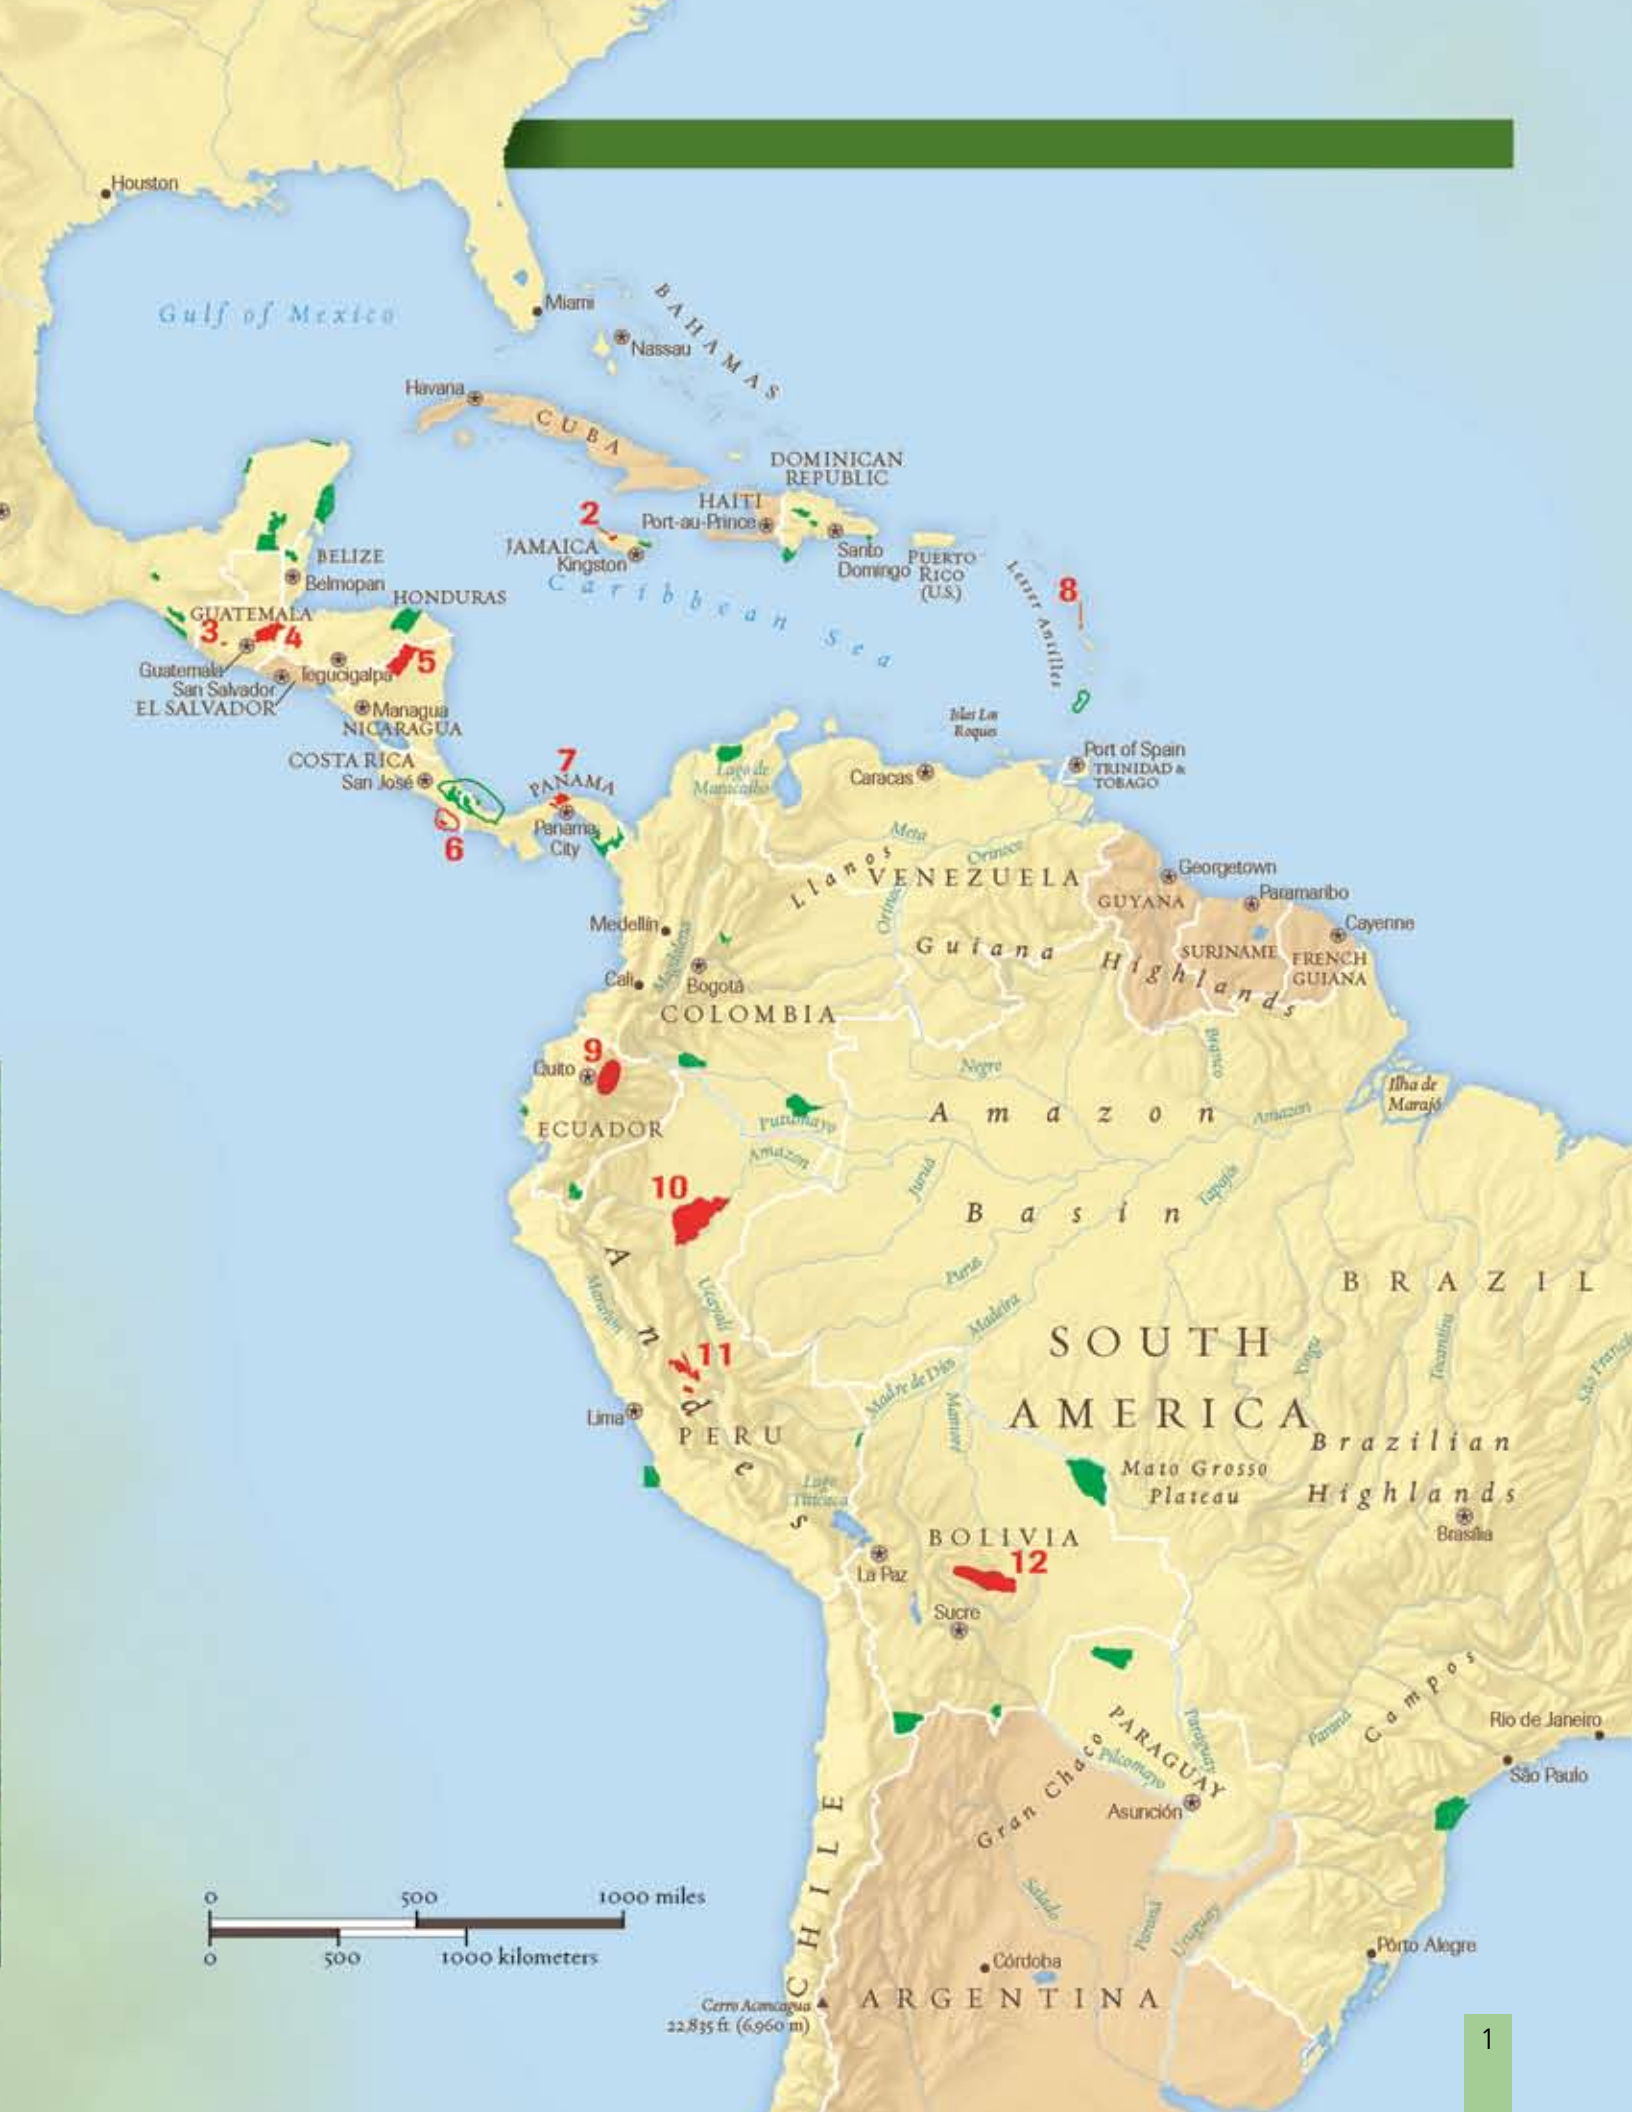 Houston
Gulf of Mexico
Miami
BAHAMAS
Nassau
Havana
CUBA
DOMINICAN
REPUBLIC
HAITI
Port-au-Prince
2
JAMAICA
Kingston
Santo
Domingo
PUERTO
RICO
(U.S.)
Caribbean Sea
Lesser Antilles
8
BELIZE
Belmopan
HONDURAS
GUATEMALA
3
4
5
Guatemala
Tegucigalpa
San Salvador
EL SALVADOR
Managua
NICARAGUA
COSTA RICA
San José
6
7
PANAMA
Panama
City
Islas Los
Roques
Port of Spain
TRINIDAD &
TOBAGO
Lago de
Maracaibo
Caracas
Meta
Orinoco
Llanos
VENEZUELA
Orinoco
Georgetown
GUYANA
Paramaribo
Cayenne
SURINAME
FRENCH
GUIANA
Guiana Highlands
Medellín
Magdalena
Cali
Bogotá
COLOMBIA
9
Quito
ECUADOR
Negro
Branco
Ilha de
Marajó
Amazon
Amazon
Putumayo
Amazon
Juruá
Tapajós
Basin
10
Andes
Marañon
Ucayali
Purus
Madeira
BRAZIL
SOUTH
AMERICA
Xingu
Tocantins
11
Lima
PERU
Madre de Dios
Mamoré
Mato Grosso
Plateau
Brazilian
Highlands
Brasília
Lago
Titicaca
BOLIVIA
12
La Paz
Sucre
Campos
PARAGUAY
Paraguay
Paraná
Rio de Janeiro
São Paulo
Pilcomayo
Gran Chaco
Asunción
CHILE
Salado
Paraná
Uruguay
0 500 1000 miles
0 500 1000 kilometers
Pôrto Alegre
Córdoba
ARGENTINA
Cerro Aconcagua
22,835 ft (6,960 m)
1